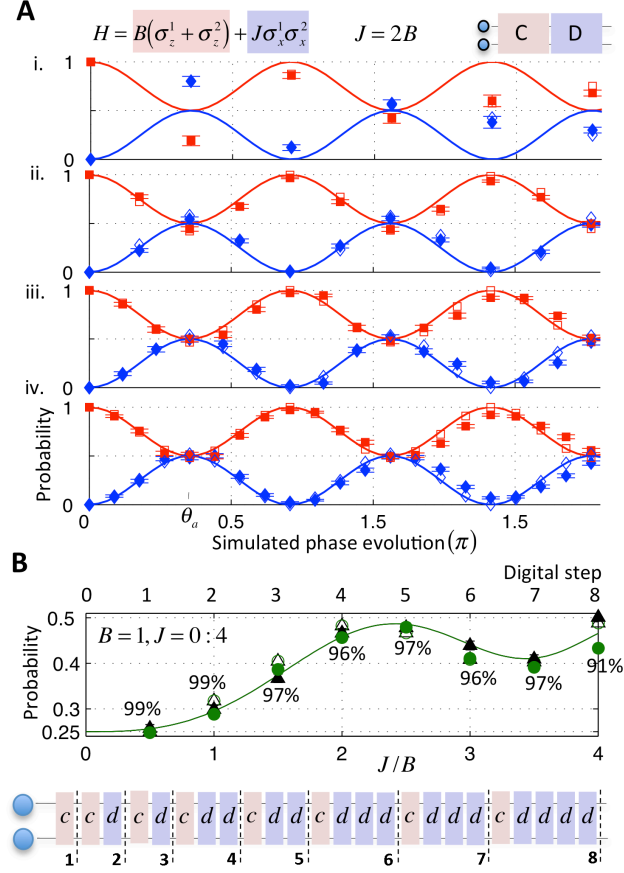 A
H = B(σ_z^1 + σ_z^2) + Jσ_x^1σ_x^2    J = 2B    C D
i. 1
0
ii. 1
0
iii. 1
0
iv. 1
0
Probability
0 θ_a 0.5 1.5 1.5
Simulated phase evolution(π)
B
Digital step
0 1 2 3 4 5 6 7 8
0.5
0.4
0.3
0.25
Probability
B = 1, J = 0 : 4
99% 99% 97% 96% 97% 96% 97% 91%
0 1 2 3 4
J/B
c c d c d c d d c d d c d d d c d d d c d d d d
1 2 3 4 5 6 7 8